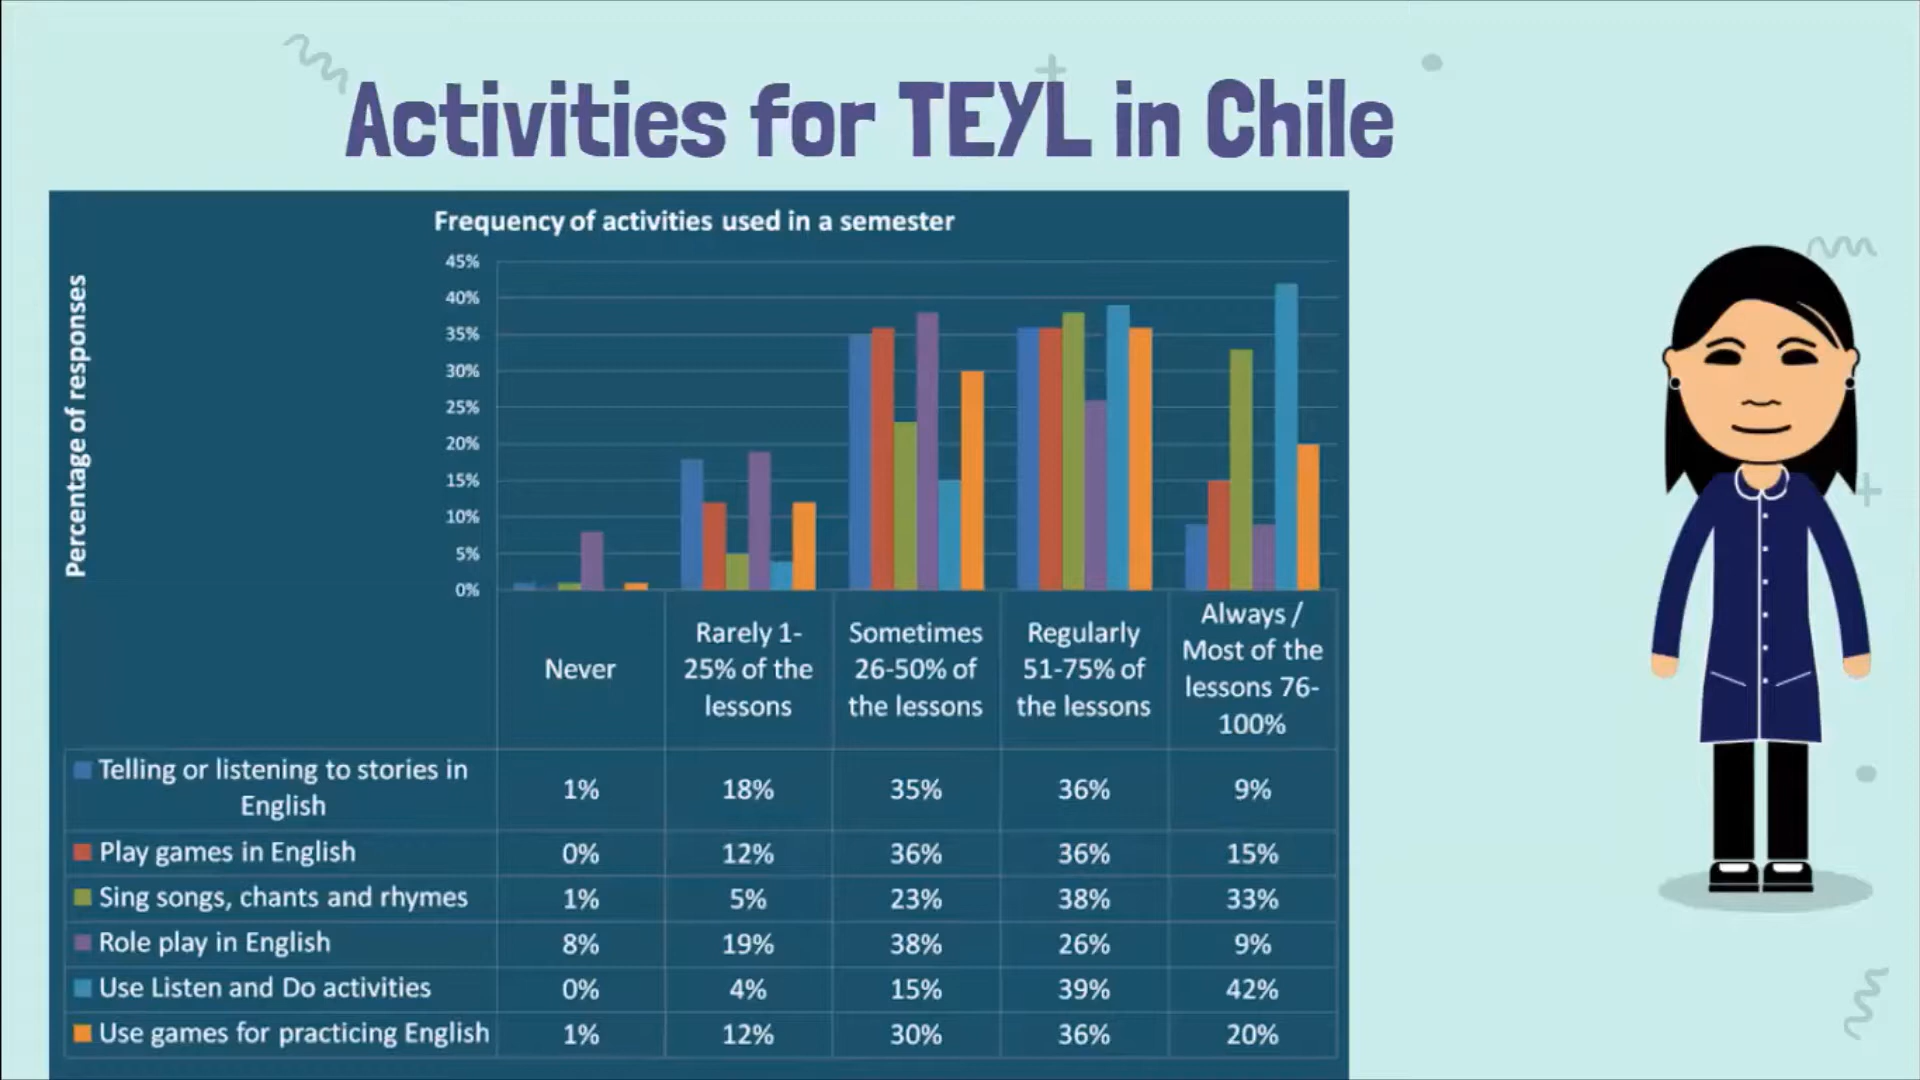 Activities for TEYL in Chile
Frequency of activities used in a semester
Percentage of responses
45%
40%
35%
30%
25%
20%
15%
10%
5%
0%
Never
Rarely 1-
25% of the
lessons
Sometimes
26-50% of
the lessons
Regularly
51-75% of
the lessons
Always /
Most of the
lessons 76-
100%
Telling or listening to stories in
English
1% 18% 35% 36% 9%
Play games in English 0% 12% 36% 36% 15%
Sing songs, chants and rhymes 1% 5% 23% 38% 33%
Role play in English 8% 19% 38% 26% 9%
Use Listen and Do activities 0% 4% 15% 39% 42%
Use games for practicing English 1% 12% 30% 36% 20%